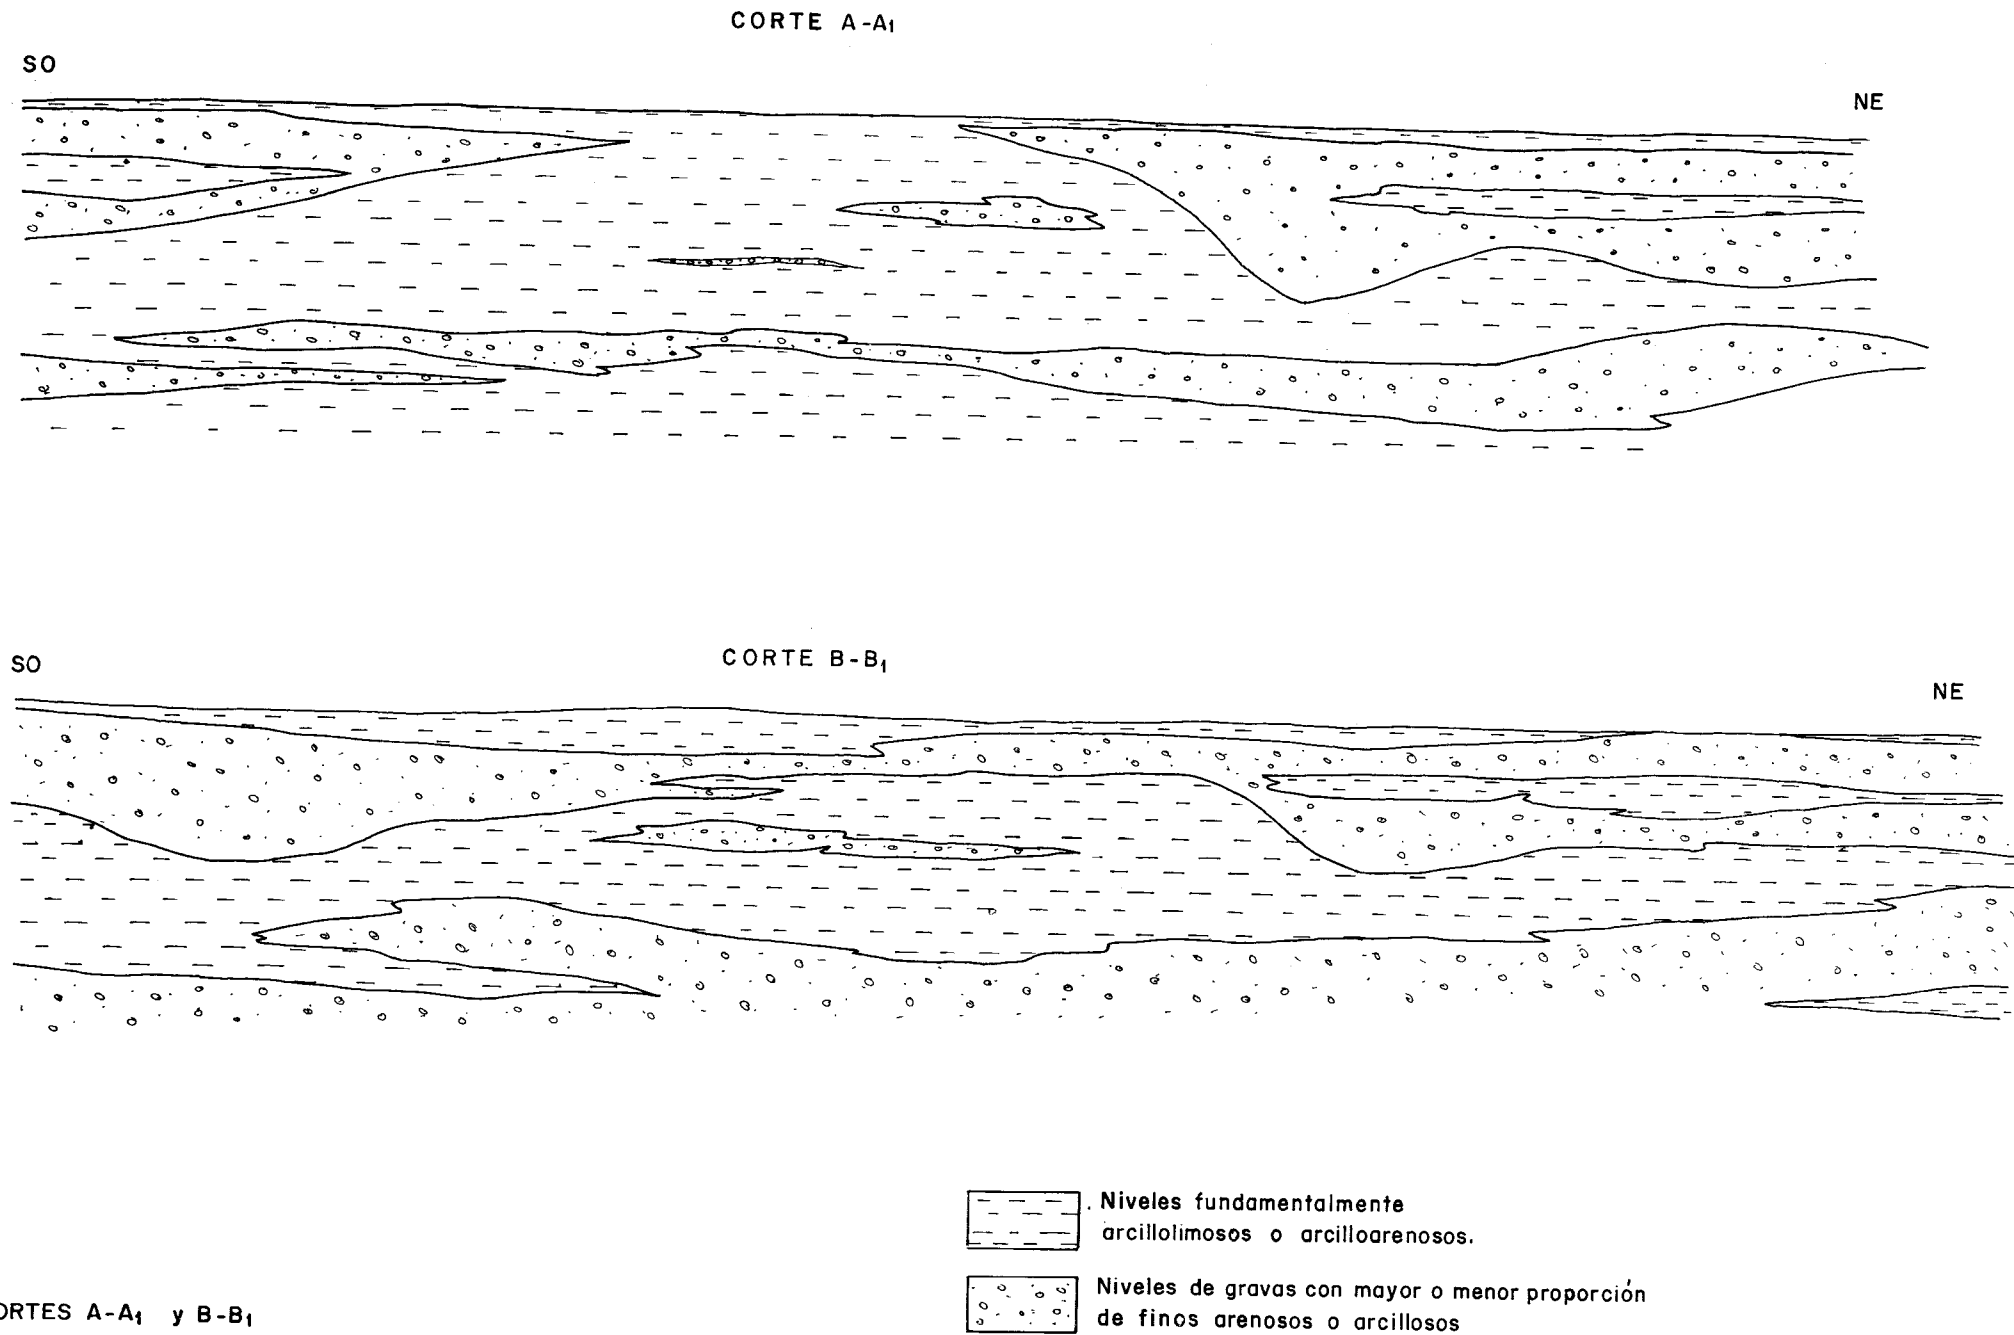 CORTE A-A1
SO
NE
CORTE B-B1
SO
NE
Niveles fundamentalmente
arcillolimosos o arcilloarenosos.
Niveles de gravas con mayor o menor proporción
de finos arenosos o arcillosos
ORTES A-A1 y B-B1